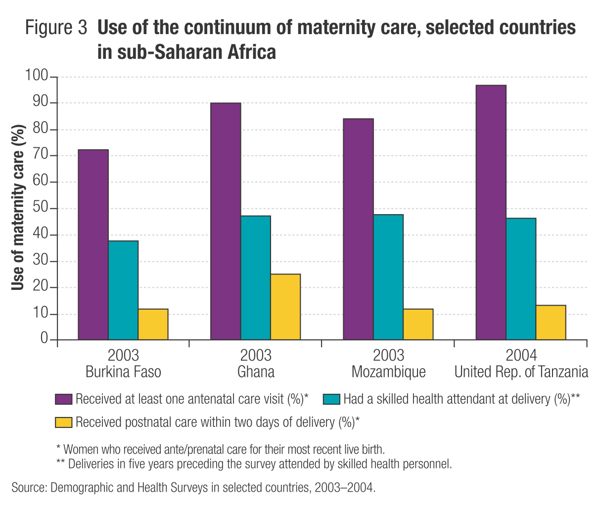 Figure 3 Use of the continuum of maternity care, selected countries
in sub-Saharan Africa
Use of maternity care (%)
100
90
80
70
60
50
40
30
20
10
0
2003 2003 2003 2004
Burkina Faso Ghana Mozambique United Rep. of Tanzania
Received at least one antenatal care visit (%)* Had a skilled health attendant at delivery (%)**
Received postnatal care within two days of delivery (%)*
* Women who received ante/prenatal care for their most recent live birth.
** Deliveries in five years preceding the survey attended by skilled health personnel.
Source: Demographic and Health Surveys in selected countries, 2003–2004.